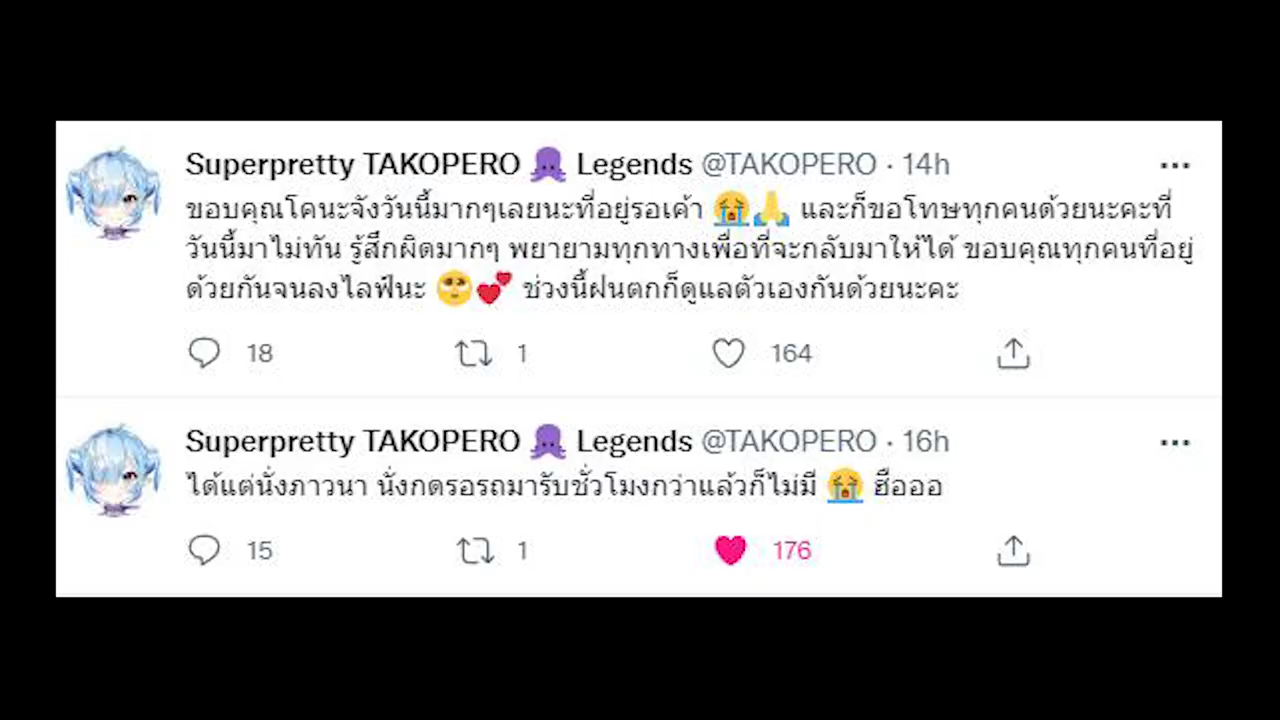 Superpretty TAKOPERO 🐙 Legends @TAKOPERO · 14h
ขอบคุณโคนะจังวันนี้มากๆเลยนะที่อยู่รอเค้า 😭🙏 และก็ขอโทษทุกคนด้วยนะคะที่
วันนี้มาไม่ทัน รู้สึกผิดมากๆ พยายามทุกทางเพื่อที่จะกลับมาให้ได้ ขอบคุณทุกคนที่อยู่
ด้วยกันจนลงไลฟ์นะ 🥺💕 ช่วงนี้ฝนตกก็ดูแลตัวเองกันด้วยนะคะ
18 1 164
Superpretty TAKOPERO 🐙 Legends @TAKOPERO · 16h
ได้แต่นั่งภาวนา นั่งกดรอรถมารับชั่วโมงกว่าแล้วก็ไม่มี 😭 ฮือออ
15 1 176